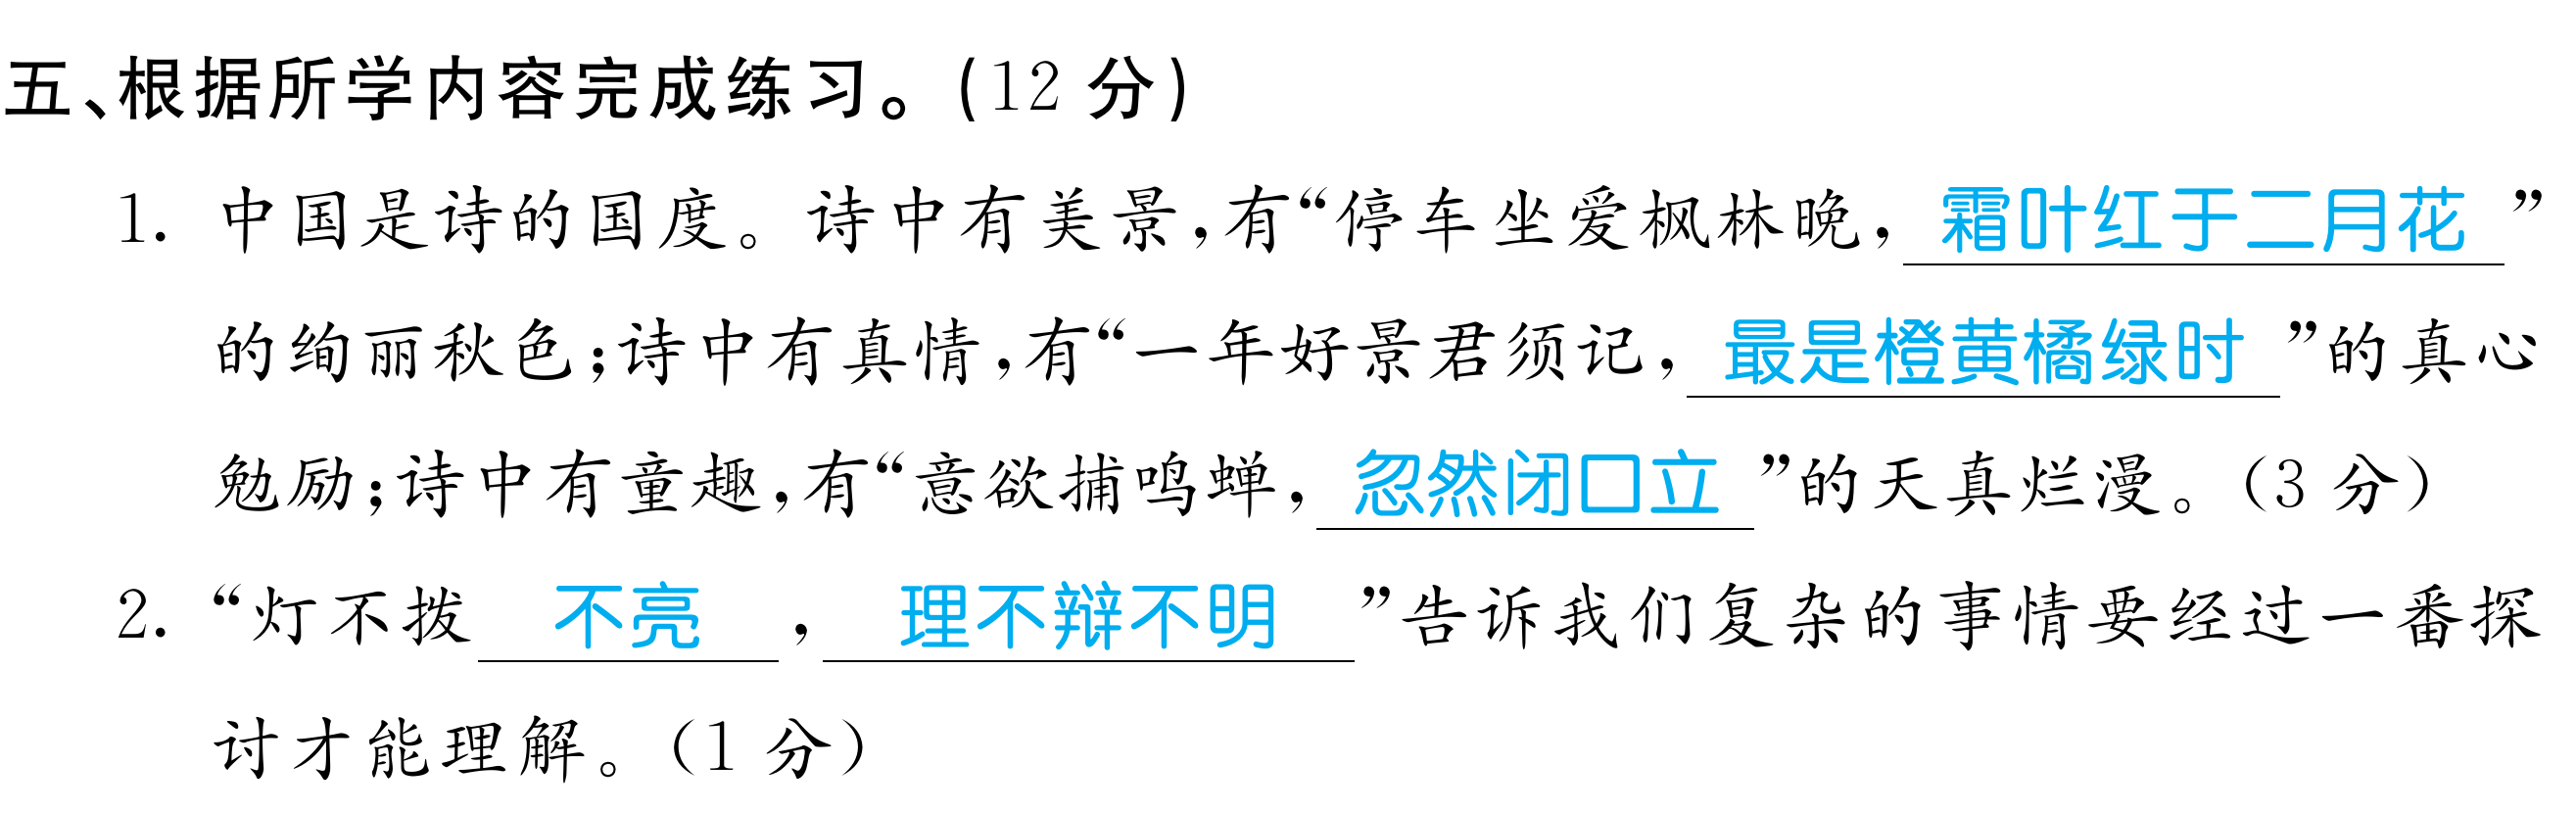 五、根据所学内容完成练习。(12 分)
1. 中国是诗的国度。诗中有美景,有“停车坐爱枫林晚, 霜叶红于二月花 ”
的绚丽秋色;诗中有真情,有“一年好景君须记, 最是橙黄橘绿时 ”的真心
勉励;诗中有童趣,有“意欲捕鸣蝉, 忽然闭口立 ”的天真烂漫。(3 分)
2. “灯不拨 不亮 , 理不辩不明 ”告诉我们复杂的事情要经过一番探
讨才能理解。(1 分)